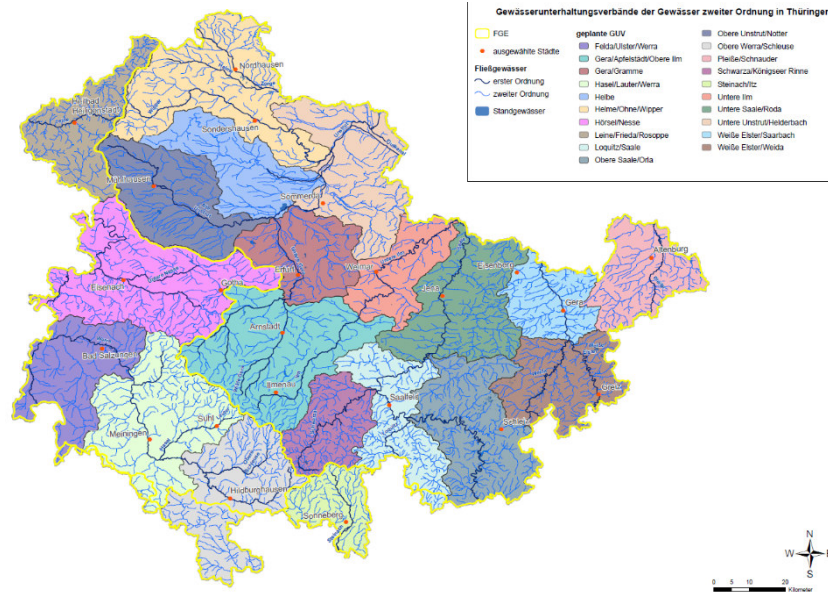 Gewässerunterhaltungsverbände der Gewässer zweiter Ordnung in Thüringe
FGE
ausgewählte Städte
Fließgewässer
erster Ordnung
zweiter Ordnung
Standgewässer
geplante GUV
Felda/Ulster/Werra
Gera/Apfelstädt/Obere Ilm
Gera/Gramme
Hasel/Lauter/Werra
Helbe
Helme/Ohne/Wipper
Hörsel/Nesse
Leine/Frieda/Rosoppe
Loquitz/Saale
Obere Saale/Orla
Obere Unstrut/Notter
Obere Werra/Schleuse
Pleiße/Schnauder
Schwarza/Königseer Rinne
Steinach/Itz
Untere Ilm
Untere Saale/Roda
Untere Unstrut/Helderbach
Weiße Elster/Saarbach
Weiße Elster/Weida
Nordhausen
Heilbad
Heiligenstadt
Sondershausen
Mühlhausen
Sömmerda
Altenburg
Eisenberg
Weimar
Erfurt
Gotha
Eisenach
Jena
Gera
Arnstadt
Bad Salzungen
Ilmenau
Greiz
Saalfeld
Schleiz
Suhl
Meiningen
Hildburghausen
Sonneberg
N
W
S
0 5 10 20
Kilometer